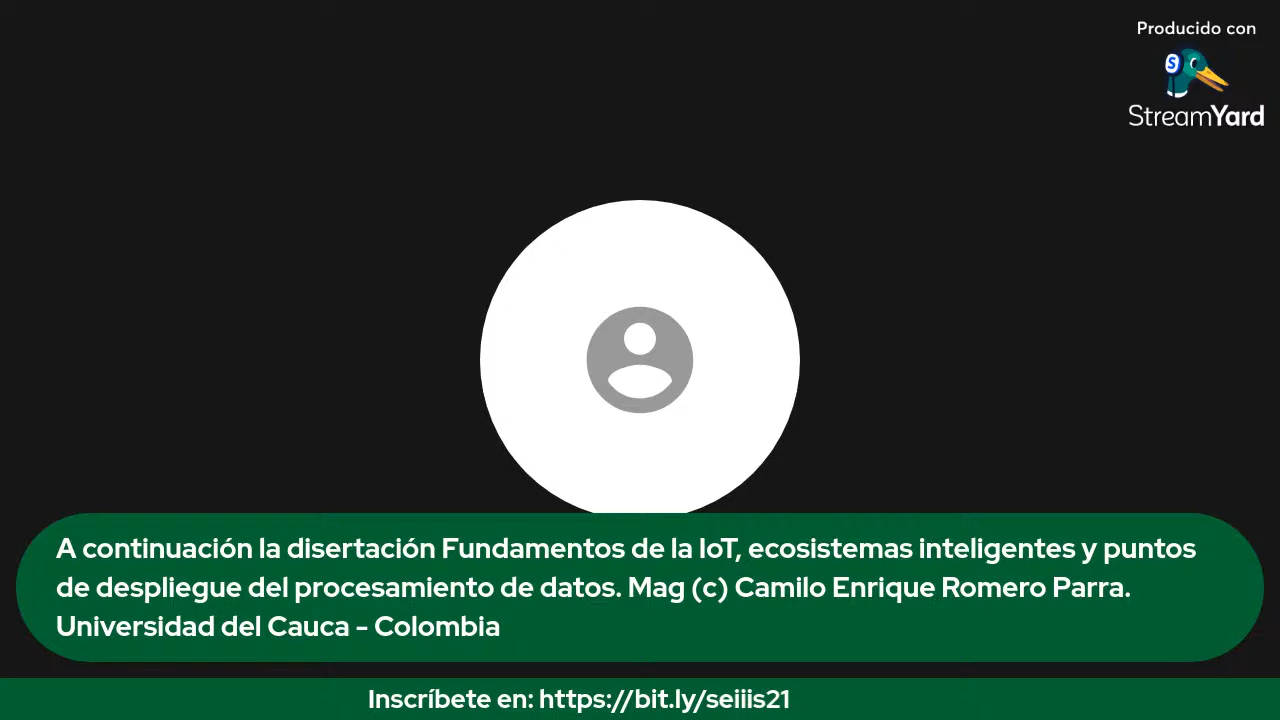 Producido con
S
StreamYard
A continuación la disertación Fundamentos de la IoT, ecosistemas inteligentes y puntos
de despliegue del procesamiento de datos. Mag (c) Camilo Enrique Romero Parra.
Universidad del Cauca - Colombia
Inscríbete en: https://bit.ly/seiiis21